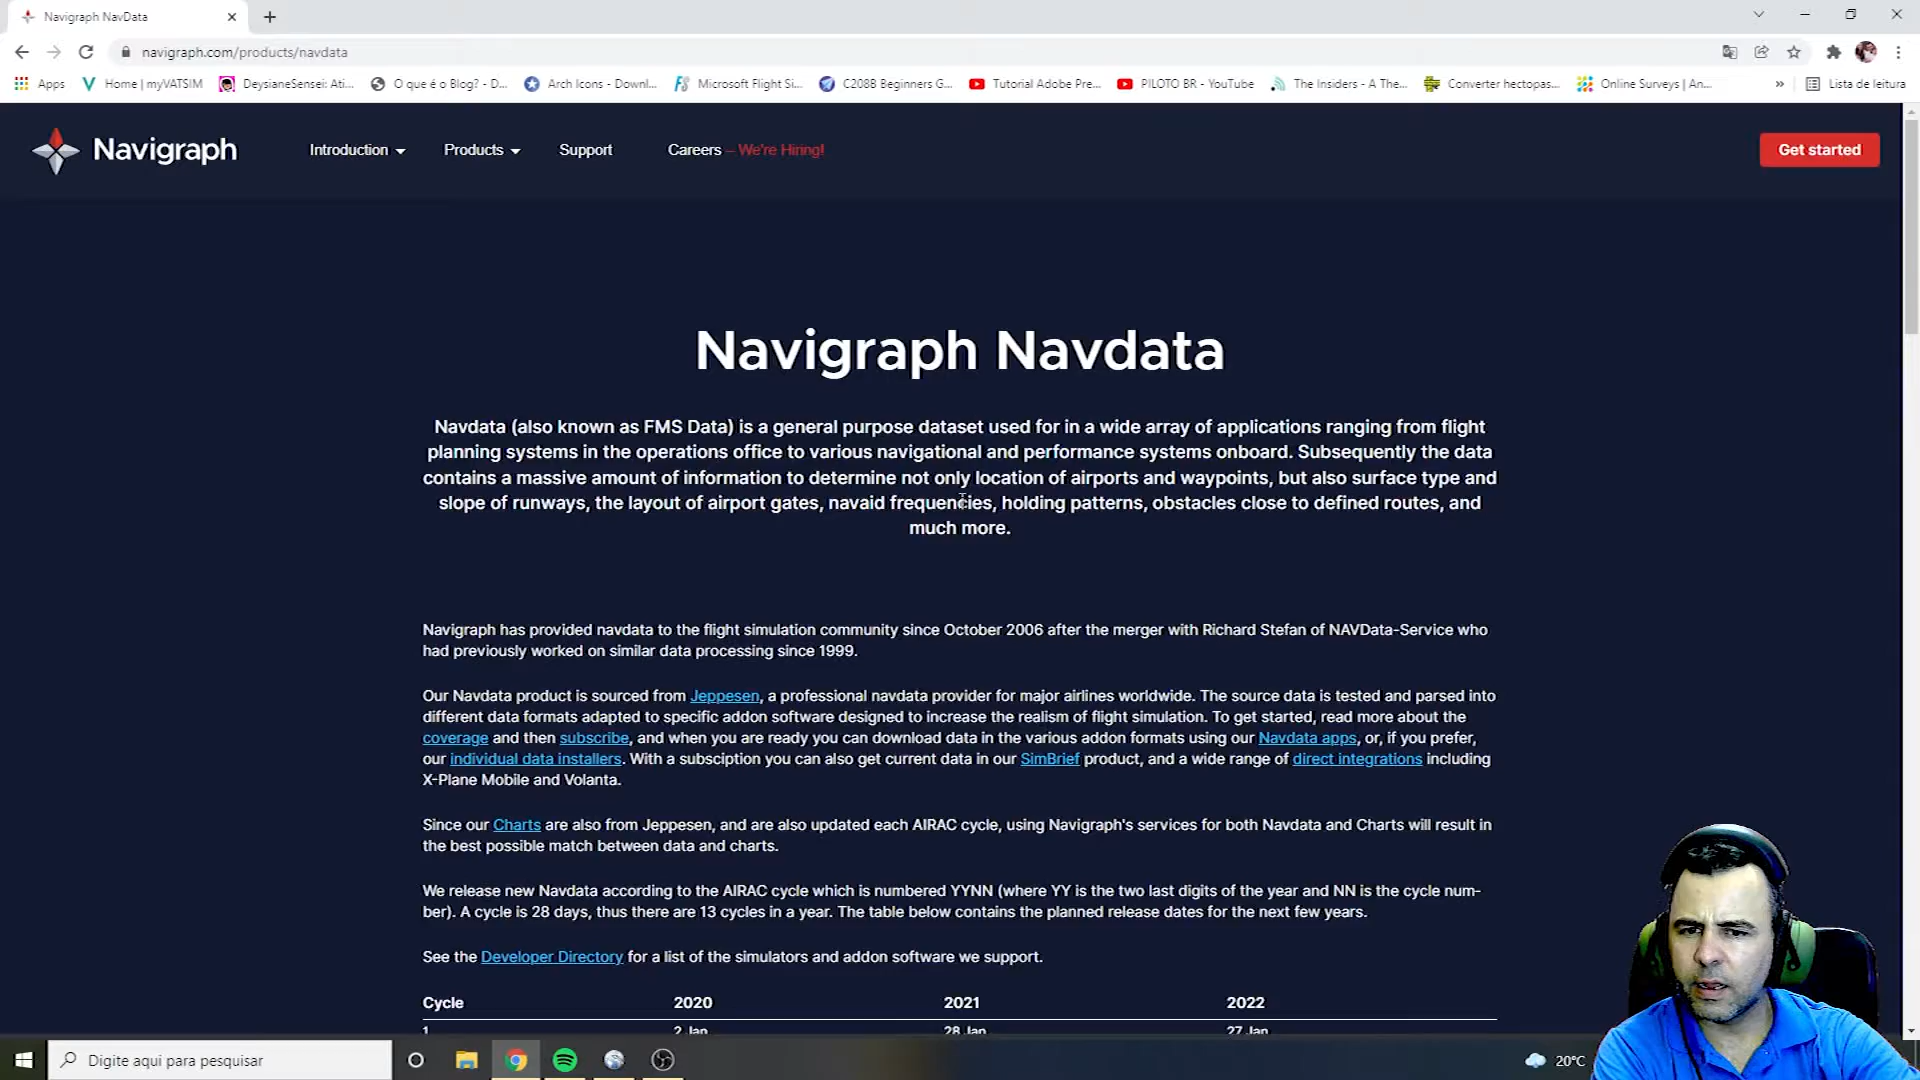 Navigraph NavData
navigraph.com/products/navdata
Apps
Home | myVATSIM
DeysianeSensei: Ati...
O que é o Blog? - D...
Arch Icons - Downl...
Microsoft Flight Si...
C208B Beginners G...
Tutorial Adobe Pre...
PILOTO BR - YouTube
The Insiders - A The...
Converter hectopas...
Online Surveys | An...
»
Lista de leitura
Navigraph
Introduction
Products
Support
Careers – We're Hiring!
Get started
Navigraph Navdata
Navdata (also known as FMS Data) is a general purpose dataset used for in a wide array of applications ranging from flight
planning systems in the operations office to various navigational and performance systems onboard. Subsequently the data
contains a massive amount of information to determine not only location of airports and waypoints, but also surface type and
slope of runways, the layout of airport gates, navaid frequencies, holding patterns, obstacles close to defined routes, and
much more.
Navigraph has provided navdata to the flight simulation community since October 2006 after the merger with Richard Stefan of NAVData-Service who
had previously worked on similar data processing since 1999.
Our Navdata product is sourced from Jeppesen, a professional navdata provider for major airlines worldwide. The source data is tested and parsed into
different data formats adapted to specific addon software designed to increase the realism of flight simulation. To get started, read more about the
coverage and then subscribe, and when you are ready you can download data in the various addon formats using our Navdata apps, or, if you prefer,
our individual data installers. With a subsciption you can also get current data in our SimBrief product, and a wide range of direct integrations including
X-Plane Mobile and Volanta.
Since our Charts are also from Jeppesen, and are also updated each AIRAC cycle, using Navigraph's services for both Navdata and Charts will result in
the best possible match between data and charts.
We release new Navdata according to the AIRAC cycle which is numbered YYNN (where YY is the two last digits of the year and NN is the cycle num-
ber). A cycle is 28 days, thus there are 13 cycles in a year. The table below contains the planned release dates for the next few years.
See the Developer Directory for a list of the simulators and addon software we support.
Cycle 2020 2021 2022
1 2 Jan 28 Jan 27 Jan
Digite aqui para pesquisar
20°C